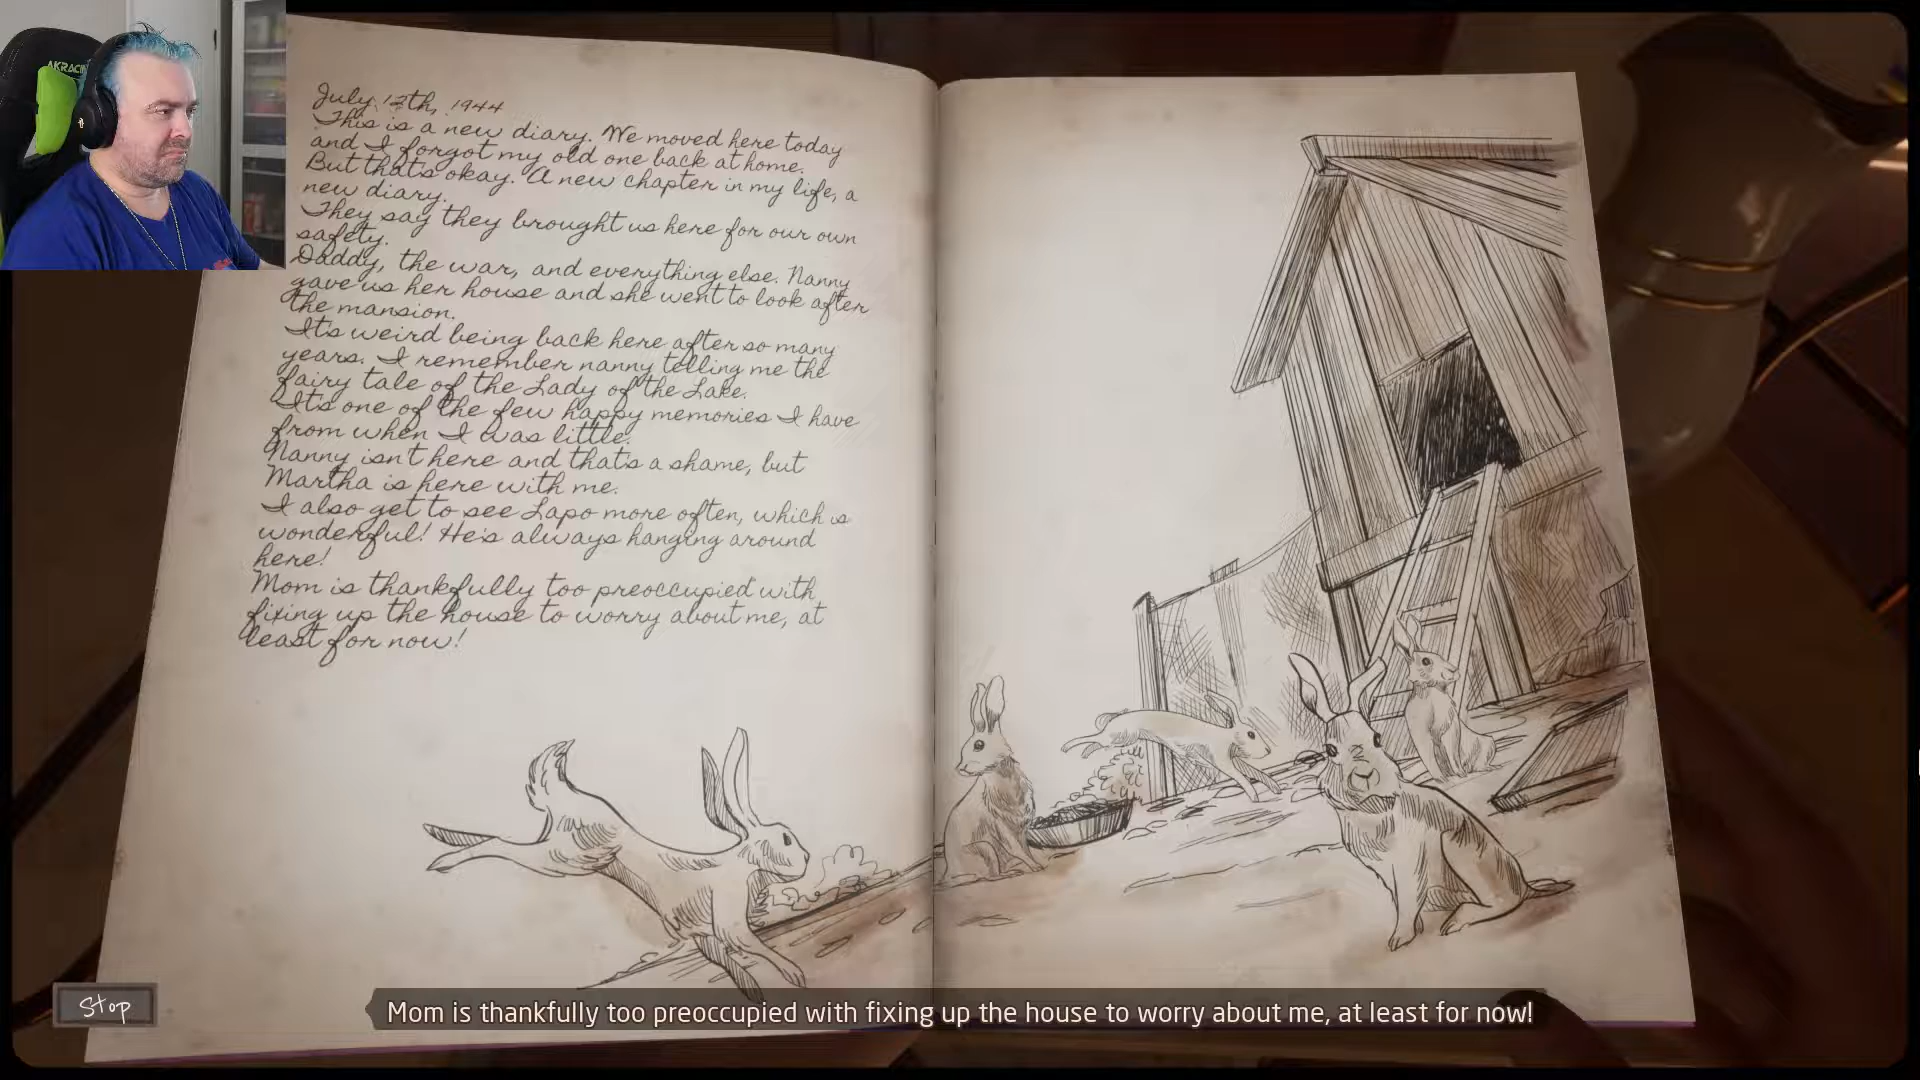 AKRACING
July 12th, 1944
This is a new diary. We moved here today
and I forgot my old one back at home.
But that's okay. A new chapter in my life, a
new diary.
They say they brought us here for our own
safety.
Daddy, the war, and everything else. Nanny
gave us her house and she went to look after
the mansion.
It's weird being back here after so many
years. I remember nanny telling me the
fairy tale of the Lady of the Lake.
It's one of the few happy memories I have
from when I was little.
Nanny isn't here and that's a shame, but
Martha is here with me.
I also get to see Lapo more often, which is
wonderful! He's always hanging around
here!
Mom is thankfully too preoccupied with
fixing up the house to worry about me, at
least for now!
Stop
Mom is thankfully too preoccupied with fixing up the house to worry about me, at least for now!